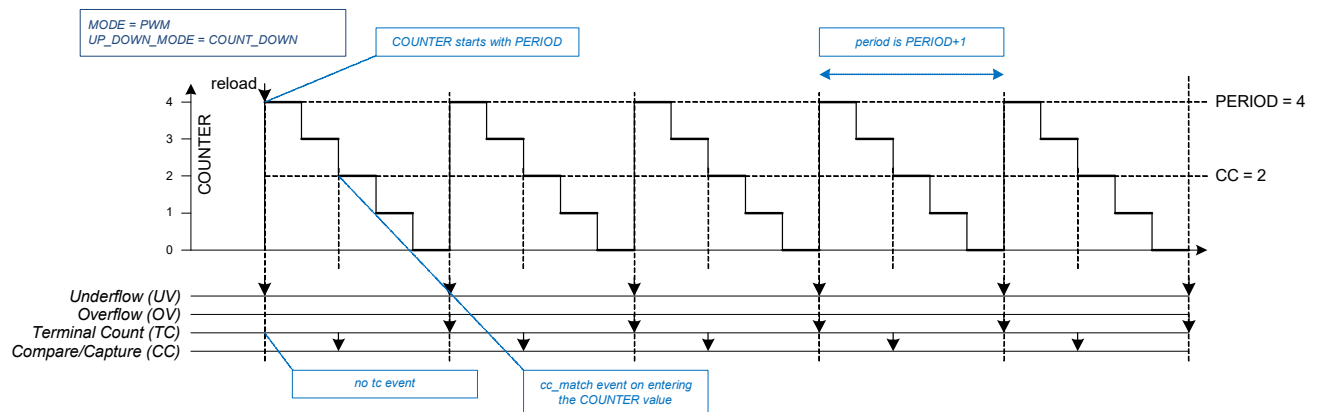 MODE = PWM
UP_DOWN_MODE = COUNT_DOWN
COUNTER starts with PERIOD
period is PERIOD+1
reload
4
3
2
1
0
COUNTER
PERIOD = 4
CC = 2
Underflow (UV)
Overflow (OV)
Terminal Count (TC)
Compare/Capture (CC)
no tc event
cc_match event on entering
the COUNTER value